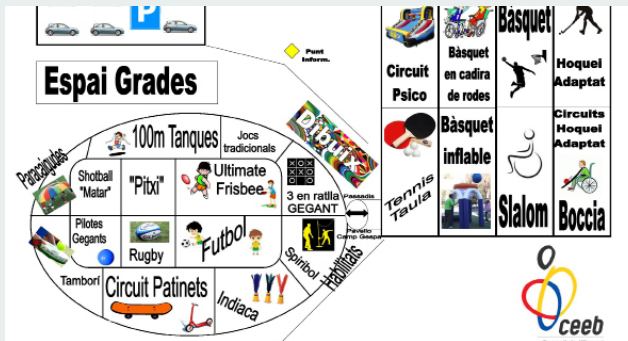 P
Punt
Inform.
Espai Grades
100m Tanques
Jocs
tradicionals
Dibuix
Paracaigudes
Shotball
"Matar"
"Pitxi"
Ultimate
Frisbee
3 en ratlla
GEGANT
Passadís
Pavelló
Camp Gespa
Pilotes
Gegants
Rugby
Futbol
Spiribol
Habilitats
Tamborí
Circuit Patinets
Indiaca
Circuit
Psico
Bàsquet
en cadira
de rodes
Bàsquet
Hoquei
Adaptat
Tennis
Taula
Bàsquet
inflable
Slalom
Circuits
Hoquei
Adaptat
Boccia
ceeb